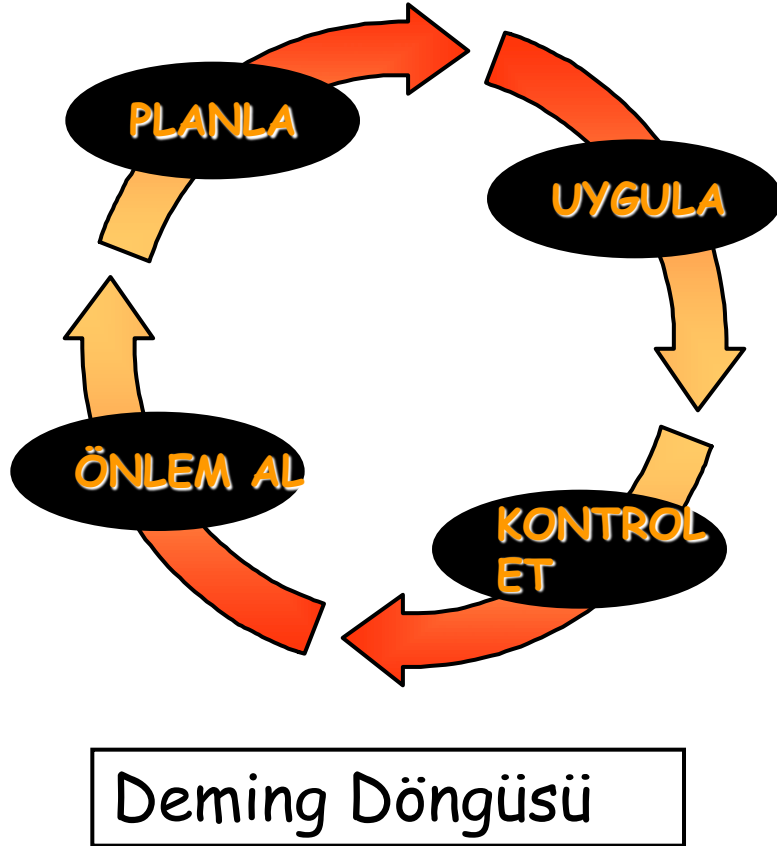 PLANLA
UYGULA
KONTROL
ET
ÖNLEM AL
Deming Döngüsü